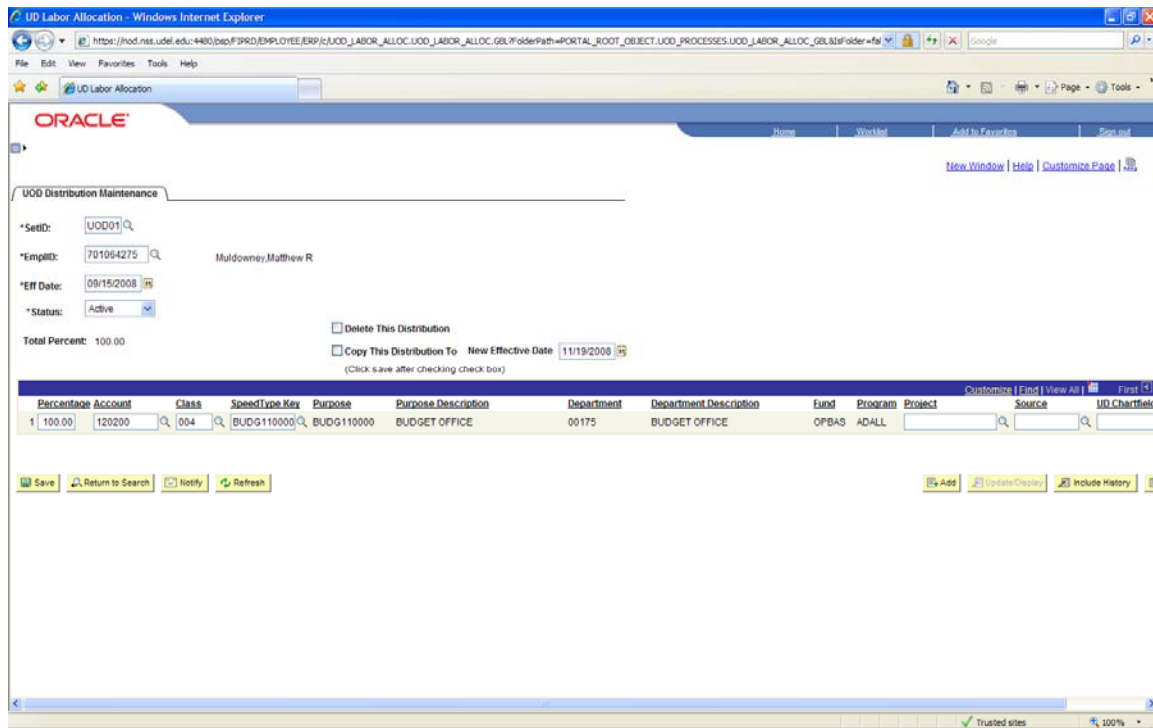 UD Labor Allocation - Windows Internet Explorer
https://nod.nss.udel.edu:4480/psp/FIPRD/EMPLOYEE/ERP/c/UOD_LABOR_ALLOC.UOD_LABOR_ALLOC.GBL?FolderPath=PORTAL_ROOT_OBJECT.UOD_PROCESSES.UOD_LABOR_ALLOC_GBL&IsFolder=fal Google
File Edit View Favorites Tools Help
UD Labor Allocation Page Tools
ORACLE
Home Worklist Add to Favorites Sign out
New Window | Help | Customize Page |
UOD Distribution Maintenance
*SetID: UOD01
*EmplID: 701064275 Muldowney,Matthew R
*Eff Date: 09/15/2008
*Status: Active
Delete This Distribution
Total Percent: 100.00
Copy This Distribution To New Effective Date 11/19/2008
(Click save after checking check box)
Customize | Find | View All | First
Percentage Account Class SpeedType Key Purpose Purpose Description Department Department Description Fund Program Project Source UD Chartfield
1 100.00 120200 004 BUDG110000 BUDG110000 BUDGET OFFICE 00175 BUDGET OFFICE OPBAS ADALL
Save Return to Search Notify Refresh Add Update/Display Include History
Trusted sites 100%